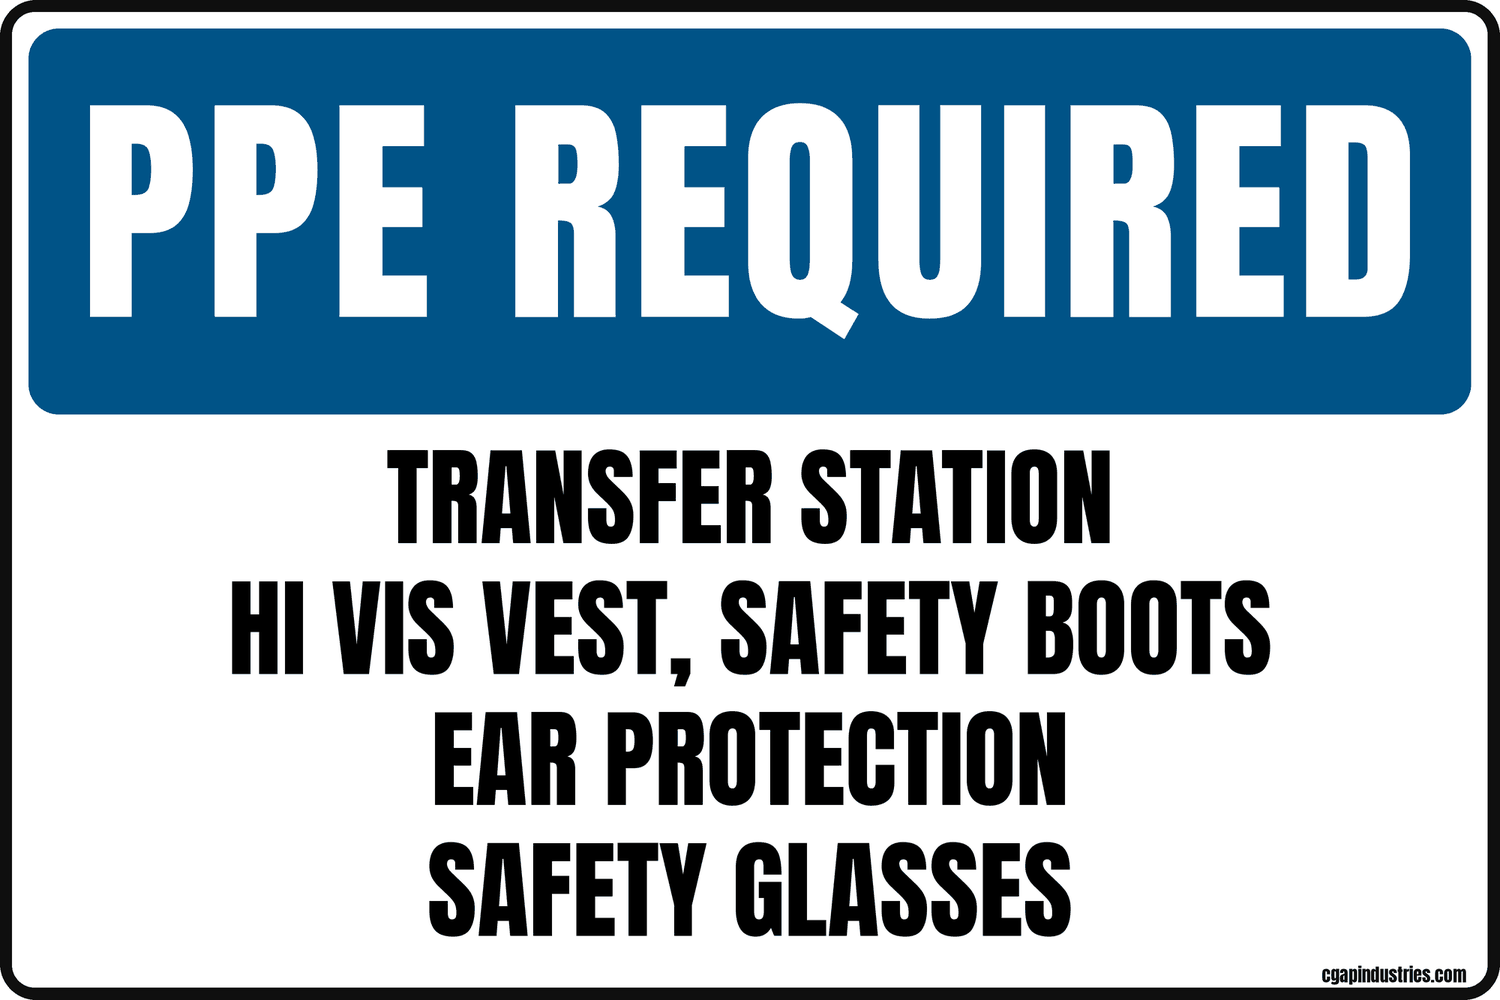 PPE REQUIRED
TRANSFER STATION
HI VIS VEST, SAFETY BOOTS
EAR PROTECTION
SAFETY GLASSES
cgapindustries.com